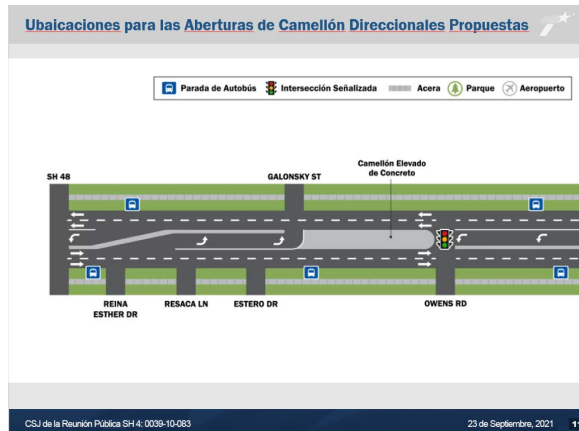 Ubaicaciones para las Aberturas de Camellón Direccionales Propuestas
Parada de Autobús
Intersección Señalizada
Acera
Parque
Aeropuerto
Camellón Elevado
de Concreto
SH 48
GALONSKY ST
REINA
ESTHER DR
RESACA LN
ESTERO DR
OWENS RD
CSJ de la Reunión Pública SH 4: 0039-10-083
23 de Septiembre, 2021